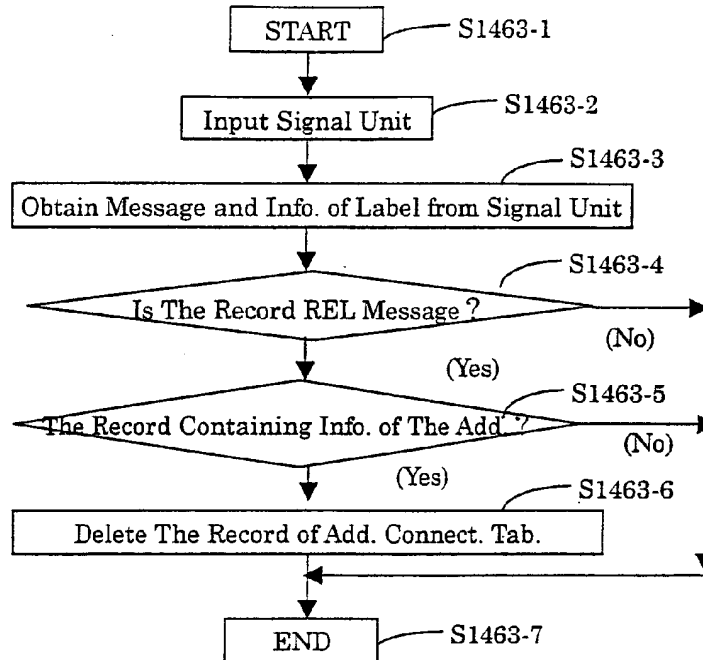 START
S1463-1
Input Signal Unit
S1463-2
S1463-3
Obtain Message and Info. of Label from Signal Unit
S1463-4
Is The Record REL Message ?
(No)
(Yes)
S1463-5
The Record Containing Info. of The Add. ?
(No)
(Yes)
S1463-6
Delete The Record of Add. Connect. Tab.
END
S1463-7